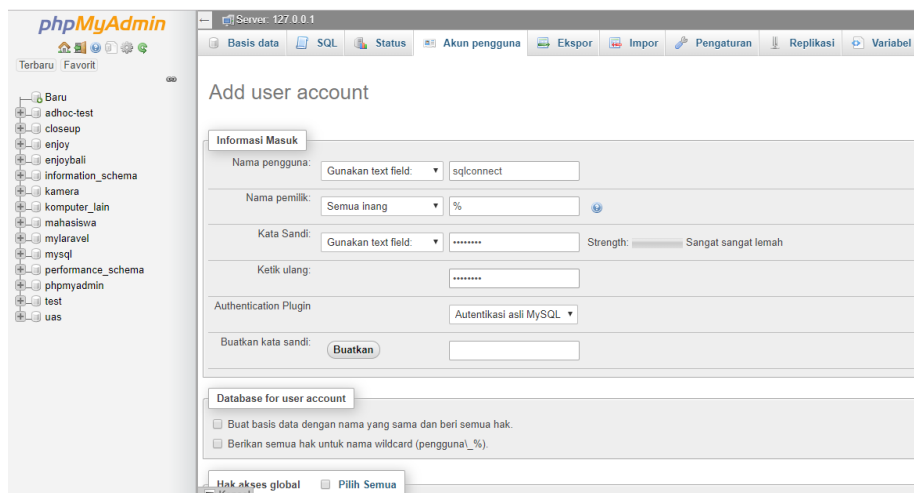 phpMyAdmin
Terbaru Favorit
Baru
adhoc-test
closeup
enjoy
enjoybali
information_schema
kamera
komputer_lain
mahasiswa
mylaravel
mysql
performance_schema
phpmyadmin
test
uas
Server: 127.0.0.1
Basis data SQL Status Akun pengguna Ekspor Impor Pengaturan Replikasi Variabel
Add user account
Informasi Masuk
Nama pengguna: Gunakan text field: sqlconnect
Nama pemilik: Semua inang %
Kata Sandi: Gunakan text field: •••••••• Strength: Sangat sangat lemah
Ketik ulang: ••••••••
Authentication Plugin Autentikasi asli MySQL
Buatkan kata sandi: Buatkan
Database for user account
Buat basis data dengan nama yang sama dan beri semua hak.
Berikan semua hak untuk nama wildcard (pengguna\_%).
Hak akses global Pilih Semua